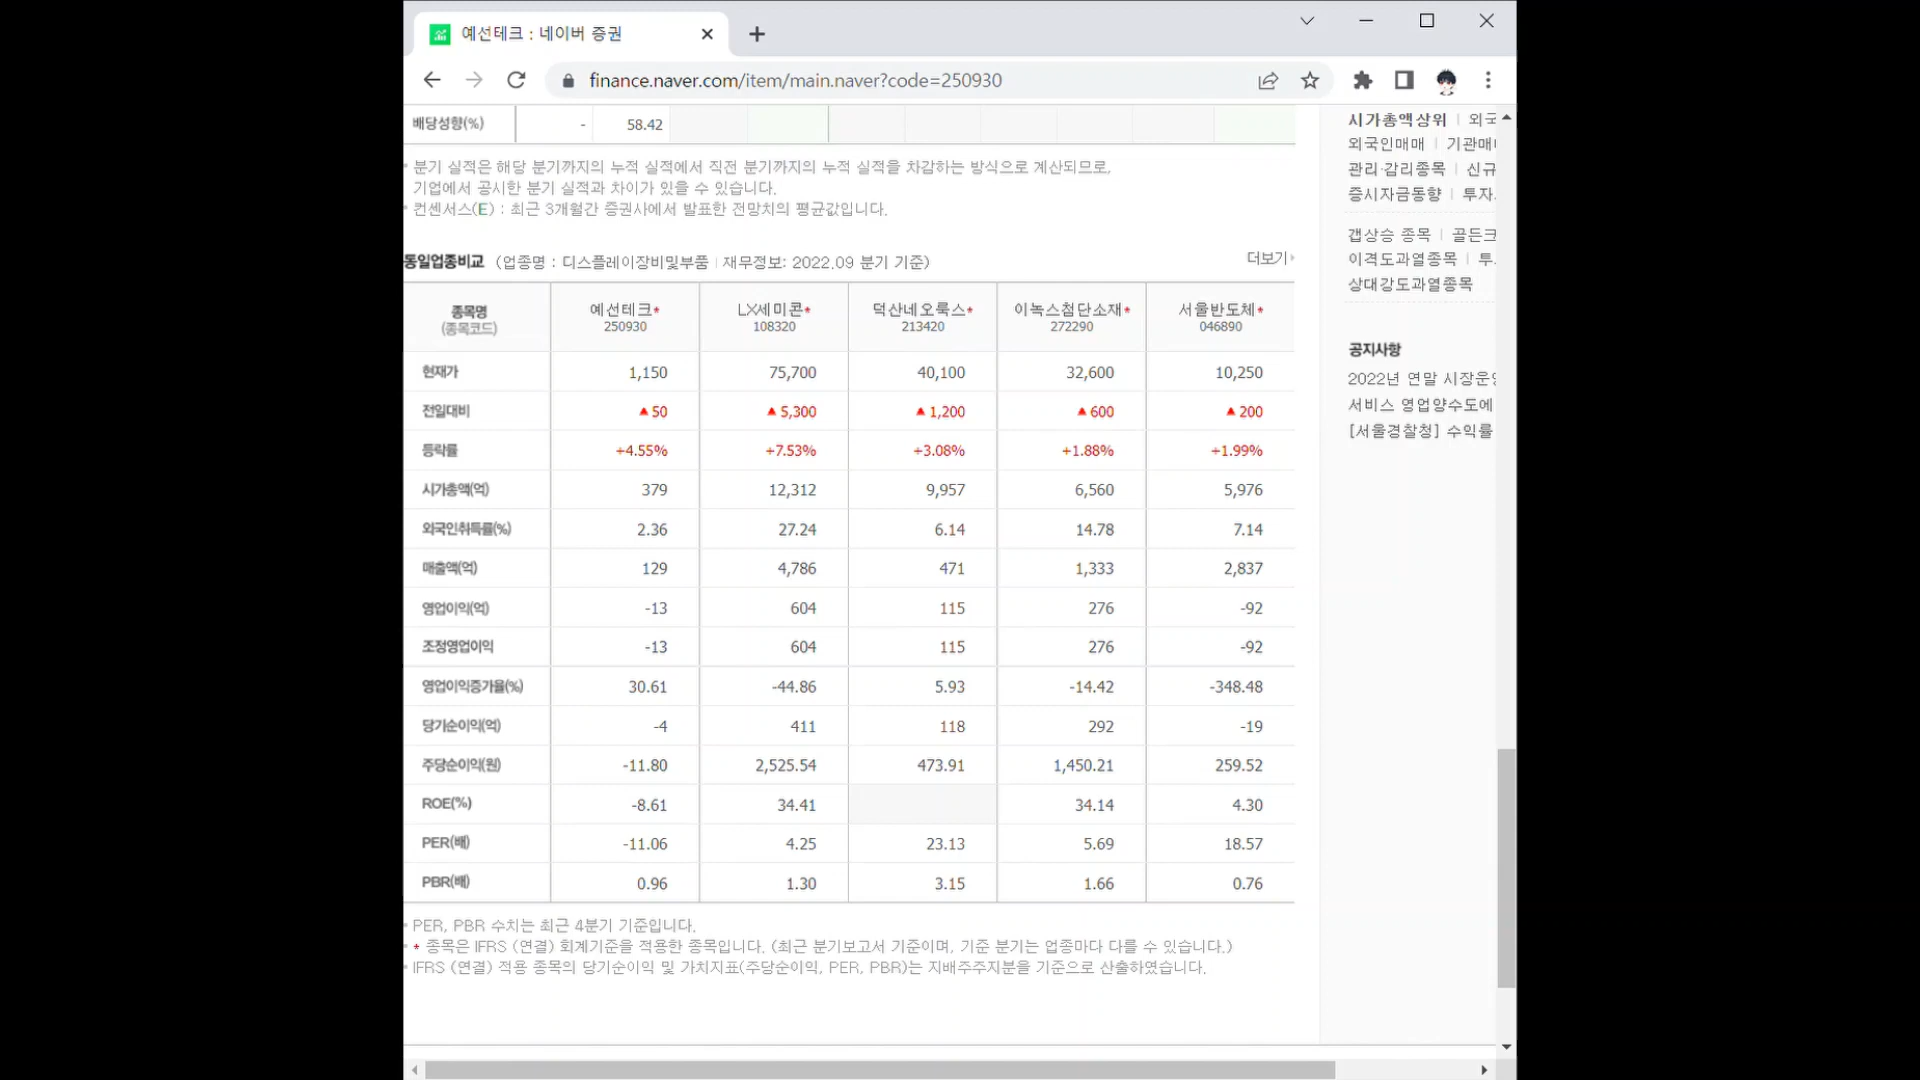 예선테크 : 네이버 증권
finance.naver.com/item/main.naver?code=250930
배당성향(%) - 58.42
분기 실적은 해당 분기까지의 누적 실적에서 직전 분기까지의 누적 실적을 차감하는 방식으로 계산되므로,
기업에서 공시한 분기 실적과 차이가 있을 수 있습니다.
컨센서스(E) : 최근 3개월간 증권사에서 발표한 전망치의 평균값입니다.
동일업종비교 (업종명 : 디스플레이장비및부품 | 재무정보: 2022.09 분기 기준) 더보기
종목명 예선테크* LX세미콘* 덕산네오룩스* 이녹스첨단소재* 서울반도체*
(종목코드) 250930 108320 213420 272290 046890
현재가 1,150 75,700 40,100 32,600 10,250
전일대비 ▲50 ▲5,300 ▲1,200 ▲600 ▲200
등락률 +4.55% +7.53% +3.08% +1.88% +1.99%
시가총액(억) 379 12,312 9,957 6,560 5,976
외국인취득률(%) 2.36 27.24 6.14 14.78 7.14
매출액(억) 129 4,786 471 1,333 2,837
영업이익(억) -13 604 115 276 -92
조정영업이익 -13 604 115 276 -92
영업이익증가율(%) 30.61 -44.86 5.93 -14.42 -348.48
당기순이익(억) -4 411 118 292 -19
주당순이익(원) -11.80 2,525.54 473.91 1,450.21 259.52
ROE(%) -8.61 34.41 34.14 4.30
PER(배) -11.06 4.25 23.13 5.69 18.57
PBR(배) 0.96 1.30 3.15 1.66 0.76
PER, PBR 수치는 최근 4분기 기준입니다.
* 종목은 IFRS (연결) 회계기준을 적용한 종목입니다. (최근 분기보고서 기준이며, 기준 분기는 업종마다 다를 수 있습니다.)
IFRS (연결) 적용 종목의 당기순이익 및 가치지표(주당순이익, PER, PBR)는 지배주주지분을 기준으로 산출하였습니다.
시가총액상위 | 외국
외국인매매 | 기관매
관리·감리종목 | 신규
증시자금동향 | 투자
갭상승 종목 | 골든크
이격도과열종목 | 투
상대강도과열종목
공지사항
2022년 연말 시장운영
서비스 영업양수도에
[서울경찰청] 수익률